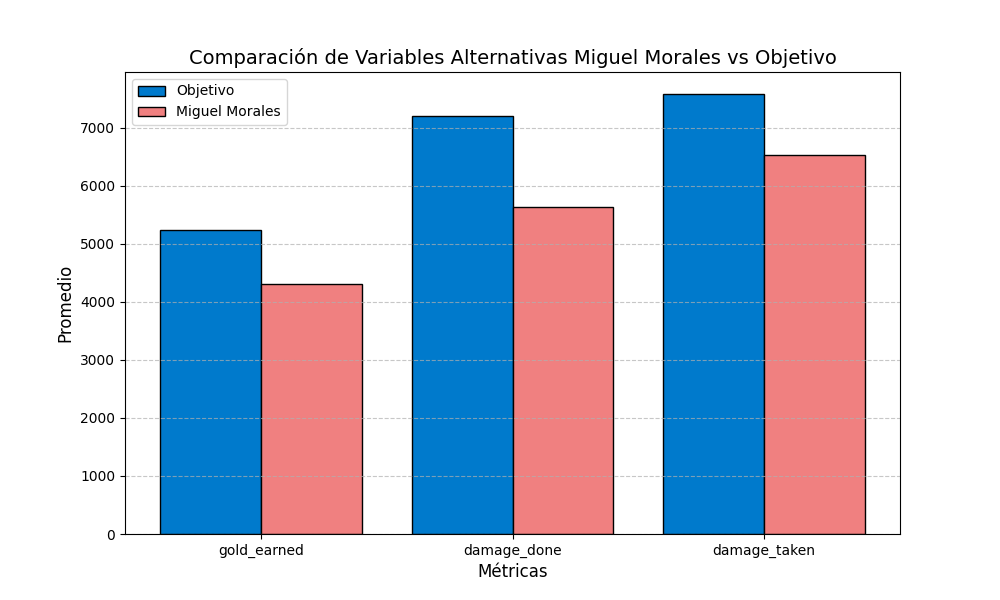 Comparación de Variables Alternativas Miguel Morales vs Objetivo
Objetivo
Miguel Morales
Promedio
7000
6000
5000
4000
3000
2000
1000
0
gold_earned
damage_done
damage_taken
Métricas